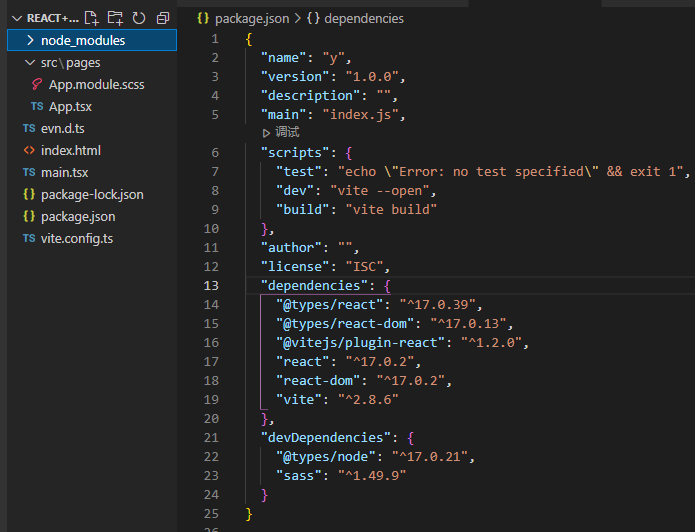 REACT+...
node_modules
src\pages
App.module.scss
TS App.tsx
TS evn.d.ts
<> index.html
TS main.tsx
{} package-lock.json
{} package.json
TS vite.config.ts
{} package.json > {} dependencies
1 {
2 "name": "y",
3 "version": "1.0.0",
4 "description": "",
5 "main": "index.js",
调试
6 "scripts": {
7 "test": "echo \"Error: no test specified\" && exit 1",
8 "dev": "vite --open",
9 "build": "vite build"
10 },
11 "author": "",
12 "license": "ISC",
13 "dependencies": {
14 "@types/react": "^17.0.39",
15 "@types/react-dom": "^17.0.13",
16 "@vitejs/plugin-react": "^1.2.0",
17 "react": "^17.0.2",
18 "react-dom": "^17.0.2",
19 "vite": "^2.8.6"
20 },
21 "devDependencies": {
22 "@types/node": "^17.0.21",
23 "sass": "^1.49.9"
24 }
25 }
26